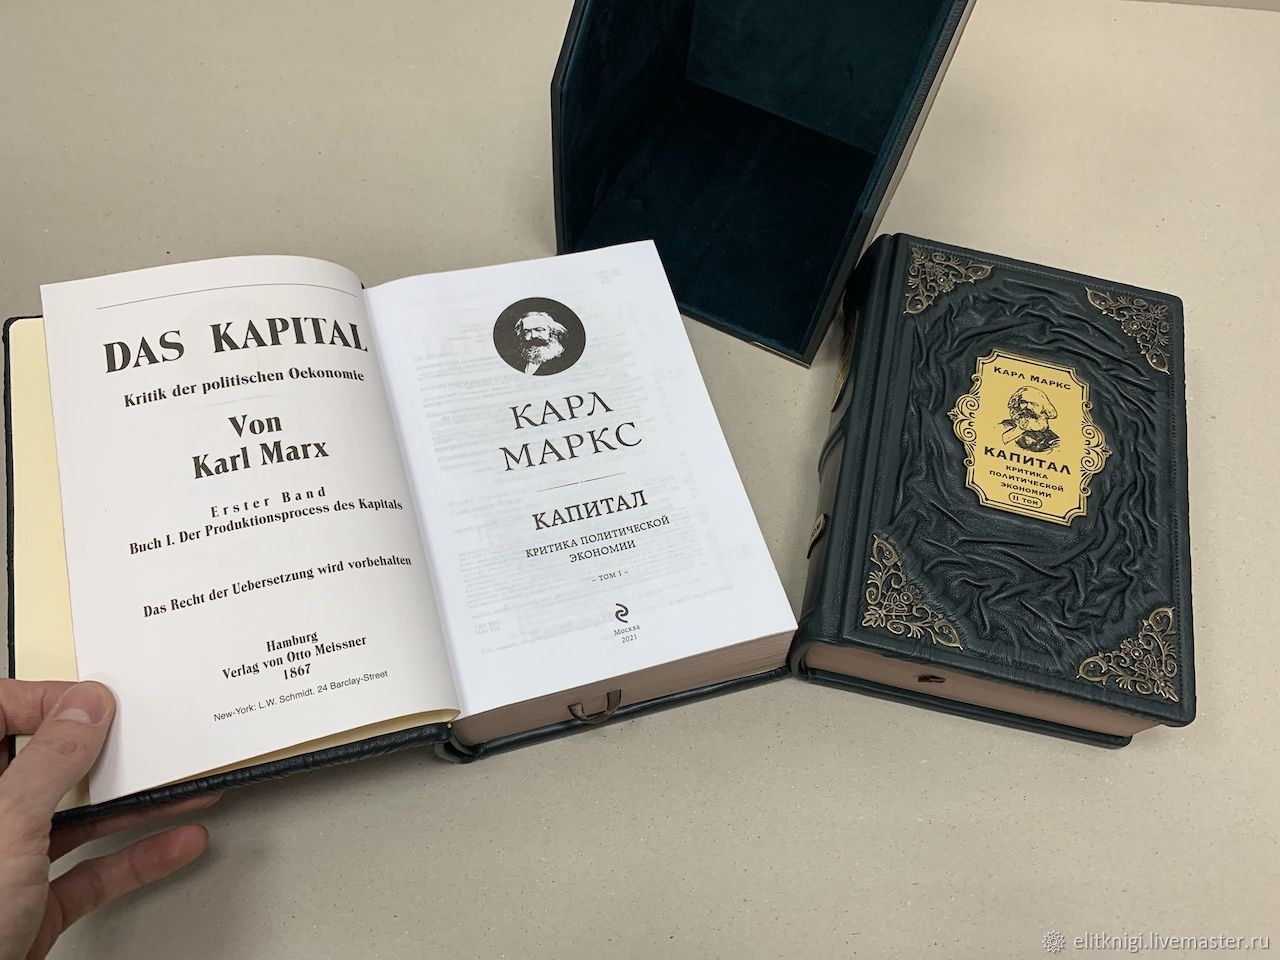 DAS KAPITAL
Kritik der politischen Oekonomie
Von
Karl Marx
Erster Band
Buch I. Der Produktionsprocess des Kapitals
Das Recht der Uebersetzung wird vorbehalten
Hamburg
Verlag von Otto Meissner
1867
New-York: L.W. Schmidt. 24 Barclay-Street
КАРЛ
МАРКС
КАПИТАЛ
КРИТИКА ПОЛИТИЧЕСКОЙ
ЭКОНОМИИ
– ТОМ I –
Москва
2021
КАРЛ МАРКС
КАПИТАЛ
КРИТИКА
ПОЛИТИЧЕСКОЙ
ЭКОНОМИИ
II ТОМ
elitknigi.livemaster.ru